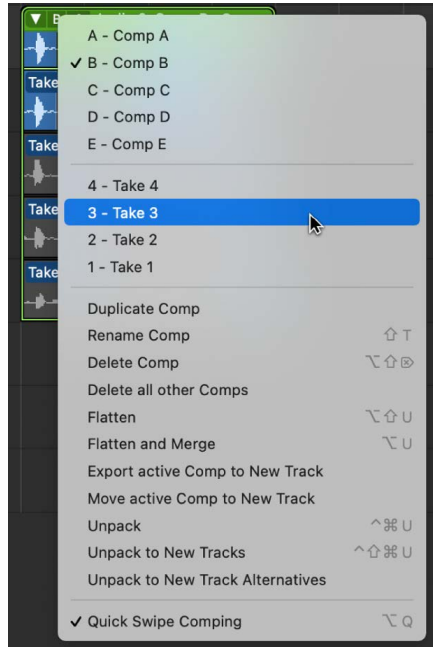 A - Comp A
✓ B - Comp B
C - Comp C
D - Comp D
E - Comp E
4 - Take 4
3 - Take 3
2 - Take 2
1 - Take 1
Duplicate Comp
Rename Comp ⇧ T
Delete Comp ⌥⇧⌦
Delete all other Comps
Flatten ⌥⇧U
Flatten and Merge ⌥U
Export active Comp to New Track
Move active Comp to New Track
Unpack ^⌘U
Unpack to New Tracks ^⇧⌘U
Unpack to New Track Alternatives
✓ Quick Swipe Comping ⌥Q
Take
Take
Take
Take